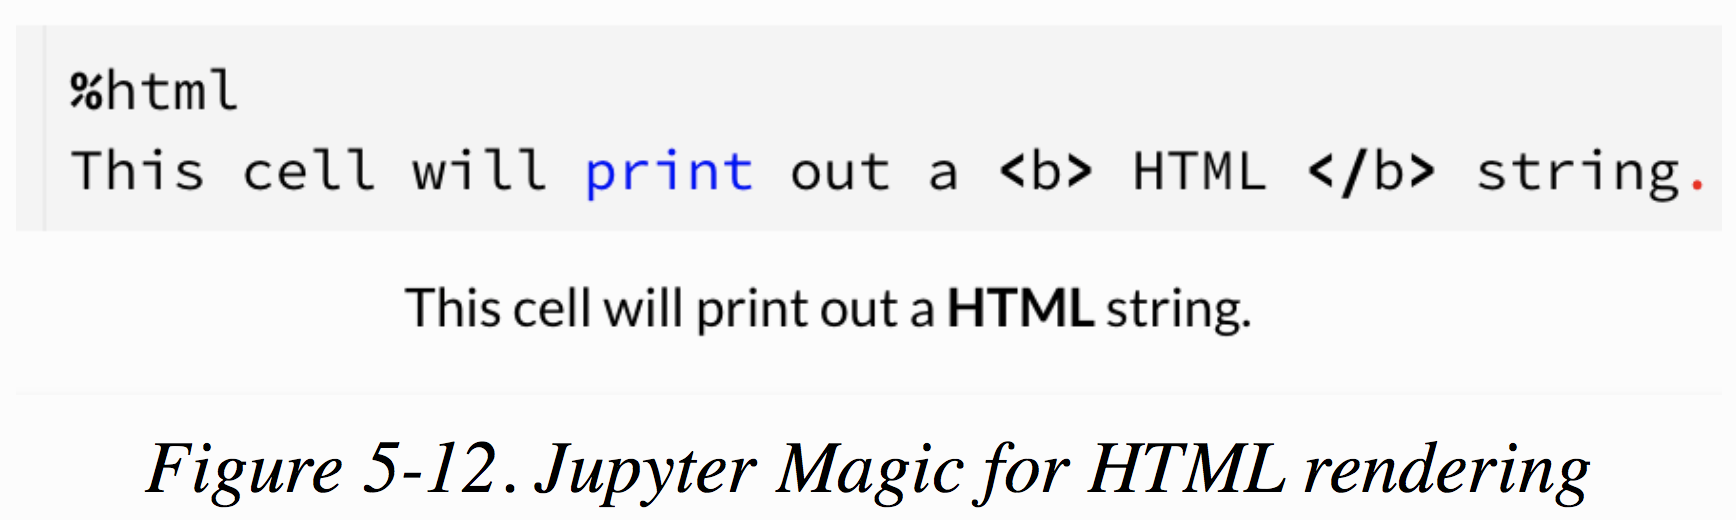 %html
This cell will print out a <b> HTML </b> string.
This cell will print out a HTML string.
Figure 5-12. Jupyter Magic for HTML rendering